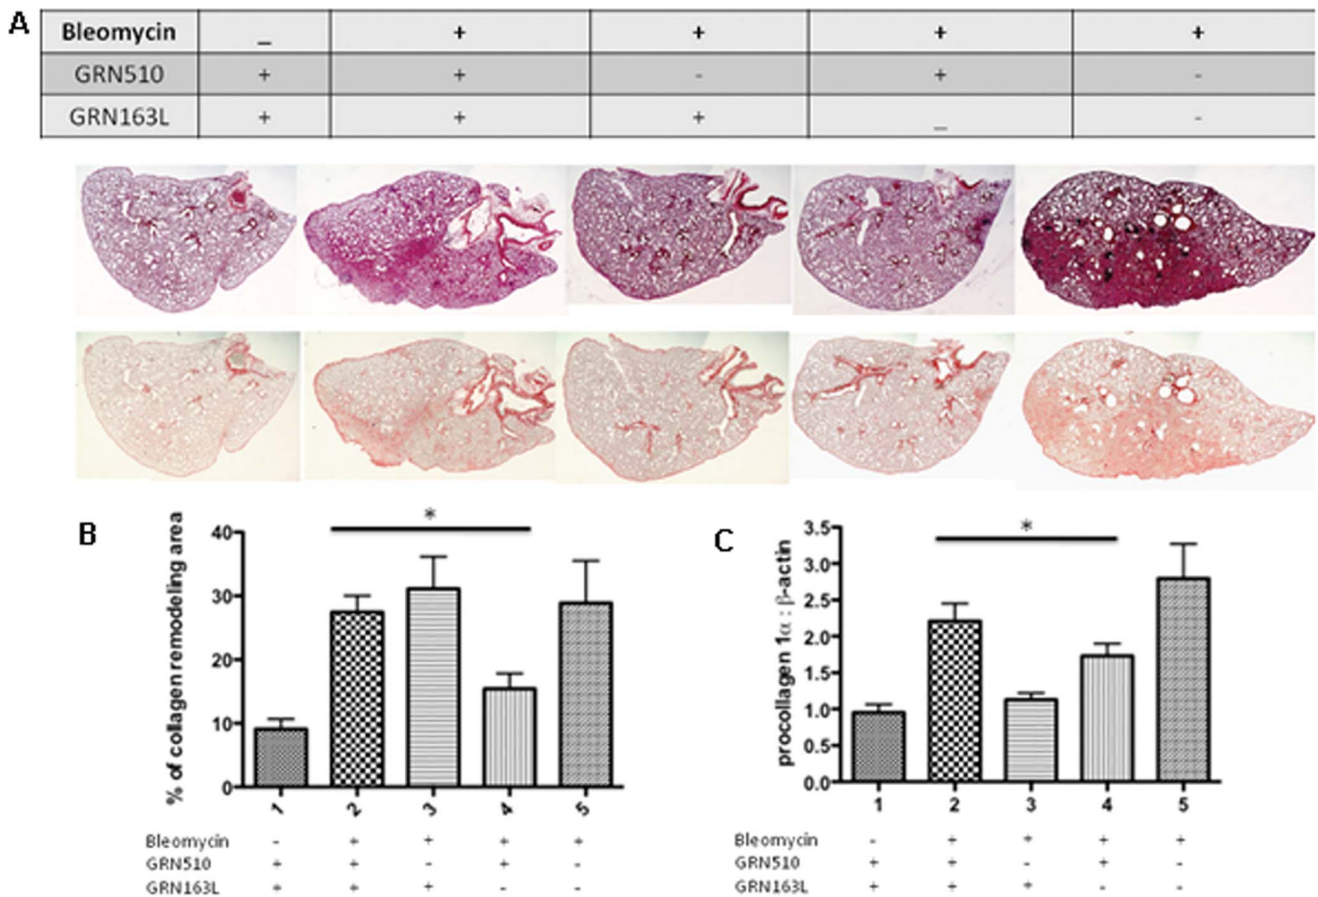 A
Bleomycin _ + + + +
GRN510 + + - + -
GRN163L + + + _ -
B
% of collagen remodeling area
40
30
20
10
0
*
1 2 3 4 5
Bleomycin - + + + +
GRN510 + + - + -
GRN163L + + + - -
C
procollagen 1α : β-actin
3.5
3.0
2.5
2.0
1.5
1.0
0.5
0.0
*
1 2 3 4 5
Bleomycin - + + + +
GRN510 + + - + -
GRN163L + + + - -